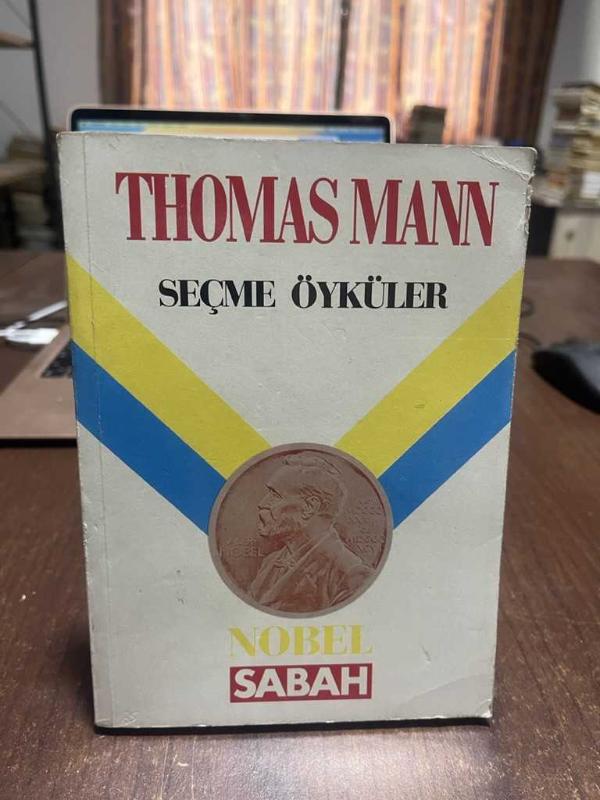 THOMAS MANN
SEÇME ÖYKÜLER
NOBEL
SABAH